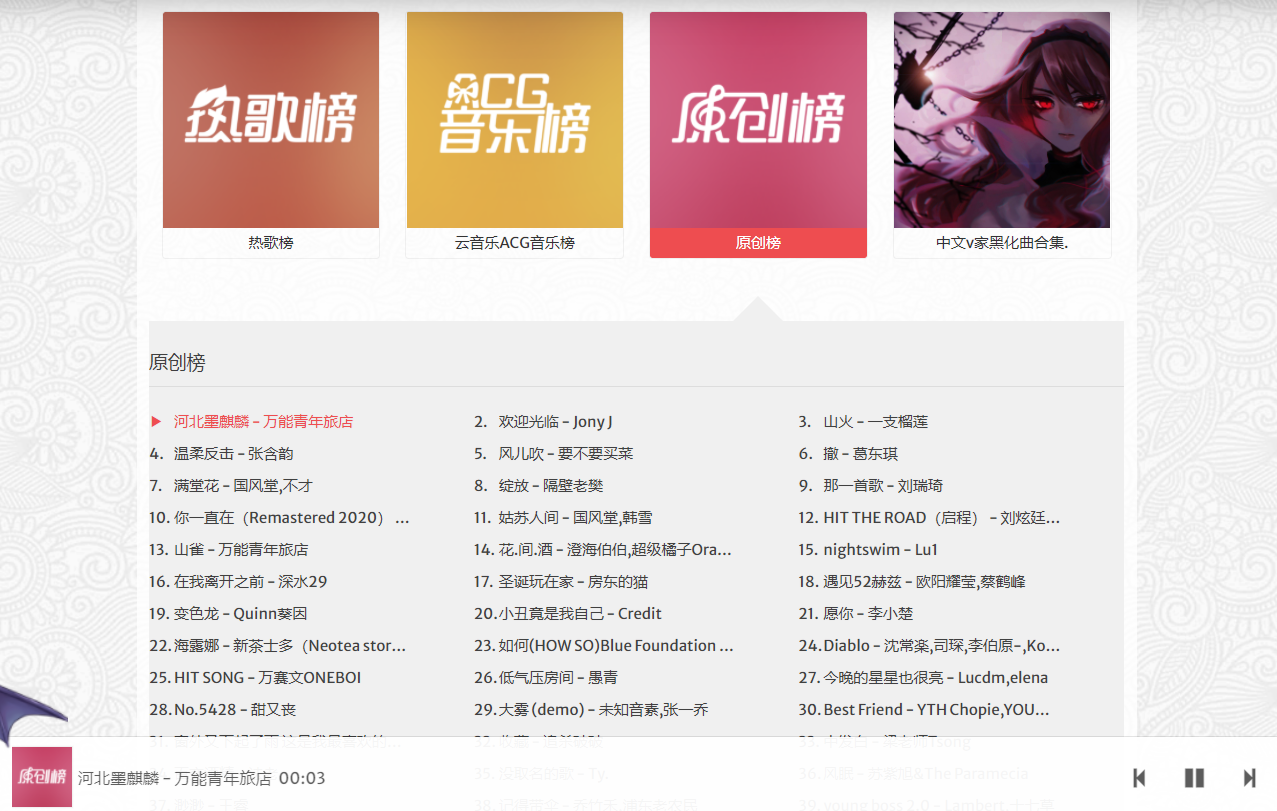 热歌榜
ACG
音乐榜
原创榜
热歌榜
云音乐ACG音乐榜
原创榜
中文v家黑化曲合集.
原创榜
河北墨麒麟 - 万能青年旅店
2. 欢迎光临 - Jony J
3. 山火 - 一支榴莲
4. 温柔反击 - 张含韵
5. 风儿吹 - 要不要买菜
6. 撤 - 葛东琪
7. 满堂花 - 国风堂,不才
8. 绽放 - 隔壁老樊
9. 那一首歌 - 刘瑞琦
10. 你一直在（Remastered 2020） ...
11. 姑苏人间 - 国风堂,韩雪
12. HIT THE ROAD（启程） - 刘炫廷...
13. 山雀 - 万能青年旅店
14. 花.间.酒 - 澄海伯伯,超级橘子Ora...
15. nightswim - Lu1
16. 在我离开之前 - 深水29
17. 圣诞玩在家 - 房东的猫
18. 遇见52赫兹 - 欧阳耀莹,蔡鹤峰
19. 变色龙 - Quinn葵因
20. 小丑竟是我自己 - Credit
21. 愿你 - 李小楚
22. 海露娜 - 新茶士多（Neotea stor...
23. 如何(HOW SO)Blue Foundation ...
24. Diablo - 沈常楽,司琛,李伯原-,Ko...
25. HIT SONG - 万赛文ONEBOI
26. 低气压房间 - 愚青
27. 今晚的星星也很亮 - Lucdm,elena
28. No.5428 - 甜又丧
29. 大雾 (demo) - 未知音素,张一乔
30. Best Friend - YTH Chopie,YOU...
35. 没取名的歌 - Ty.
36. 风眠 - 苏紫旭&The Paramecia
39. young boss 2.0 - Lambert,十七草
原创榜
河北墨麒麟 - 万能青年旅店 00:03